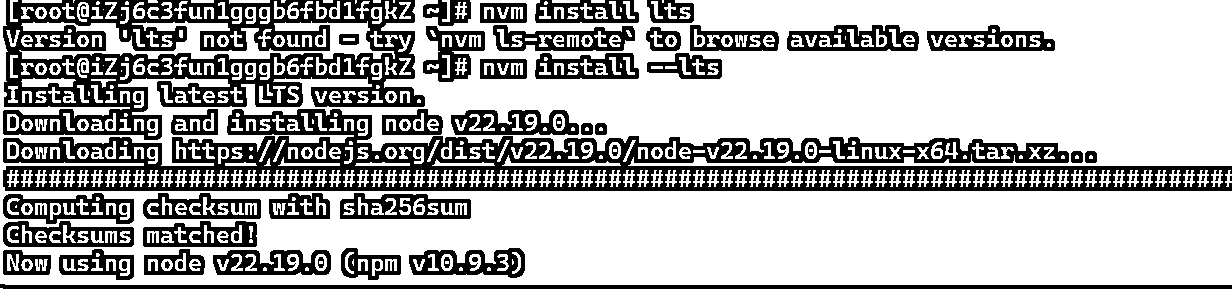 [root@iZj6c3fun1gggb6fbd1fgkZ ~]# nvm install lts
Version 'lts' not found - try `nvm ls-remote` to browse available versions.
[root@iZj6c3fun1gggb6fbd1fgkZ ~]# nvm install --lts
Installing latest LTS version.
Downloading and installing node v22.19.0...
Downloading https://nodejs.org/dist/v22.19.0/node-v22.19.0-linux-x64.tar.xz...
########################################################################################
Computing checksum with sha256sum
Checksums matched!
Now using node v22.19.0 (npm v10.9.3)